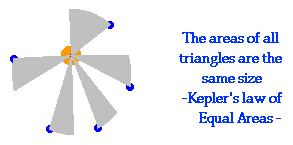 The areas of all
triangles are the
same size
-Kepler's law of
Equal Areas -